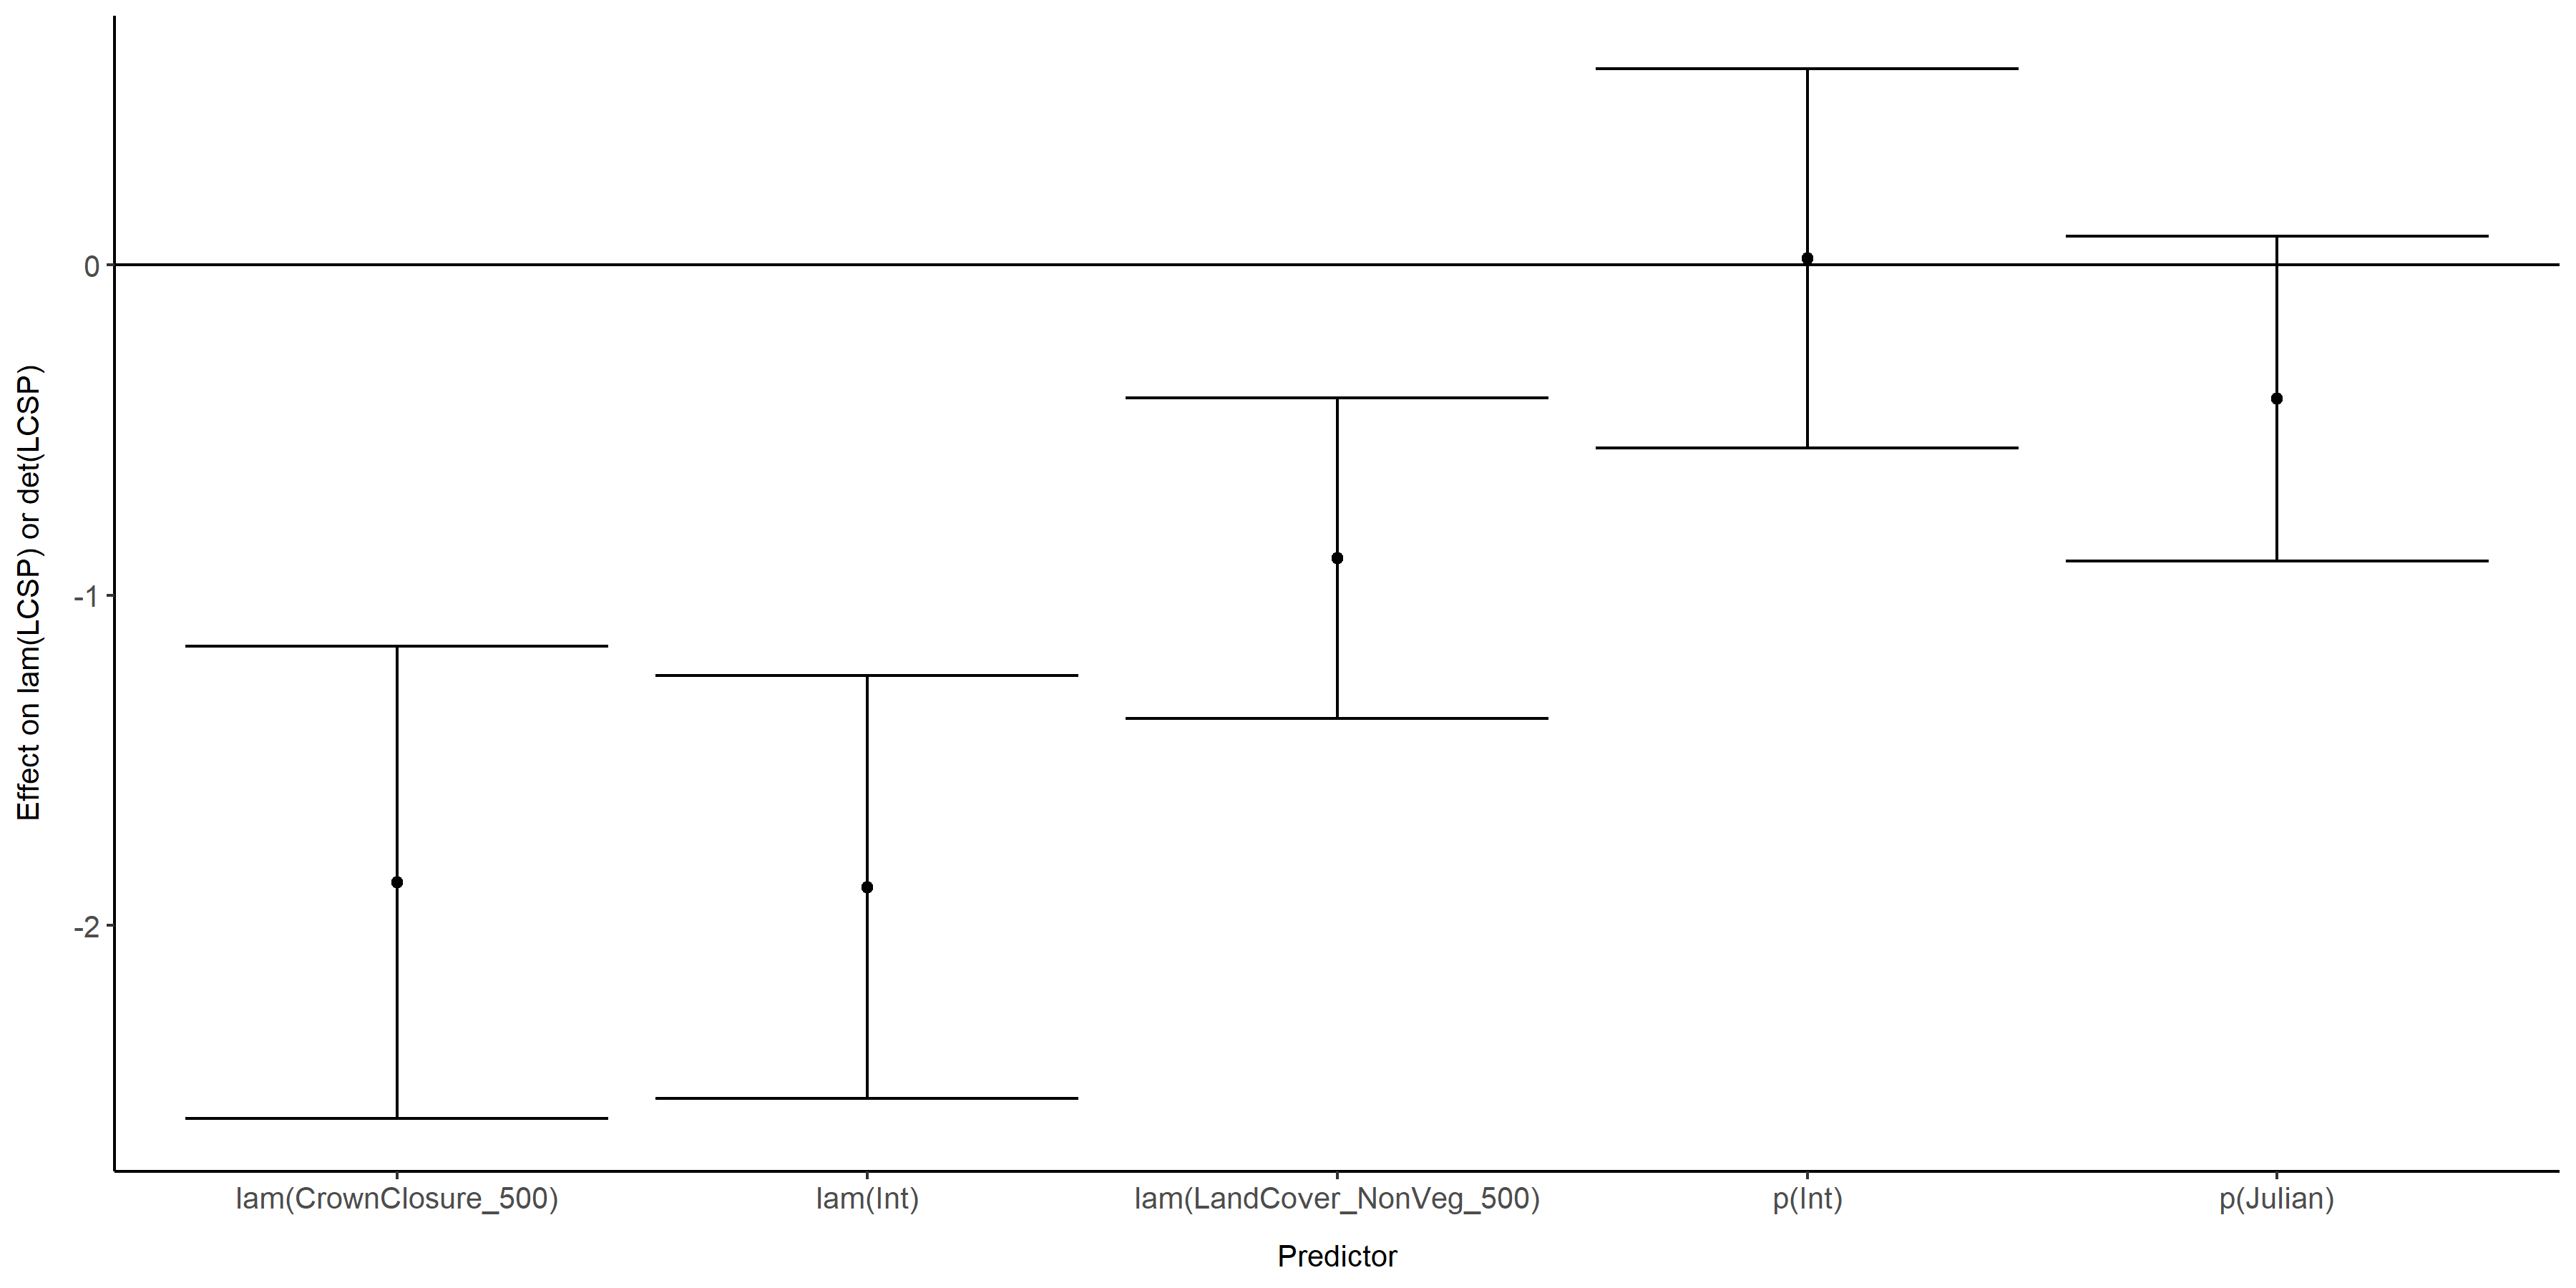 Effect on lam(LCSP) or det(LCSP)
0
-1
-2
lam(CrownClosure_500)
lam(Int)
lam(LandCover_NonVeg_500)
p(Int)
p(Julian)
Predictor